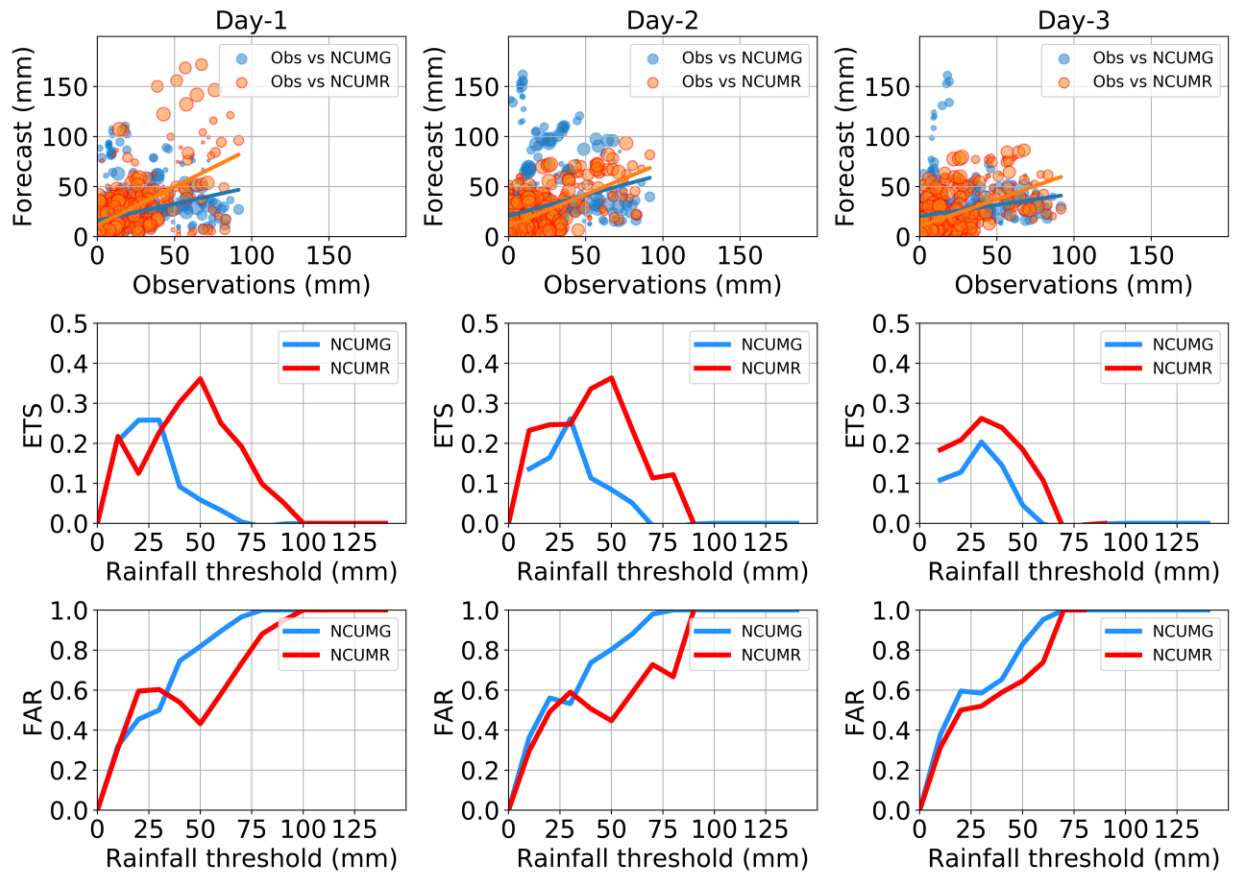 Day-1
Day-2
Day-3
Forecast (mm)
150
100
50
0
Obs vs NCUMG
Obs vs NCUMR
0
50
100
150
Observations (mm)
Forecast (mm)
150
100
50
0
Obs vs NCUMG
Obs vs NCUMR
0
50
100
150
Observations (mm)
Forecast (mm)
150
100
50
0
Obs vs NCUMG
Obs vs NCUMR
0
50
100
150
Observations (mm)
ETS
0.5
0.4
0.3
0.2
0.1
0.0
NCUMG
NCUMR
0
25
50
75
100
125
Rainfall threshold (mm)
ETS
0.5
0.4
0.3
0.2
0.1
0.0
NCUMG
NCUMR
0
25
50
75
100
125
Rainfall threshold (mm)
ETS
0.5
0.4
0.3
0.2
0.1
0.0
NCUMG
NCUMR
0
25
50
75
100
125
Rainfall threshold (mm)
FAR
1.0
0.8
0.6
0.4
0.2
0.0
NCUMG
NCUMR
0
25
50
75
100
125
Rainfall threshold (mm)
FAR
1.0
0.8
0.6
0.4
0.2
0.0
NCUMG
NCUMR
0
25
50
75
100
125
Rainfall threshold (mm)
FAR
1.0
0.8
0.6
0.4
0.2
0.0
NCUMG
NCUMR
0
25
50
75
100
125
Rainfall threshold (mm)